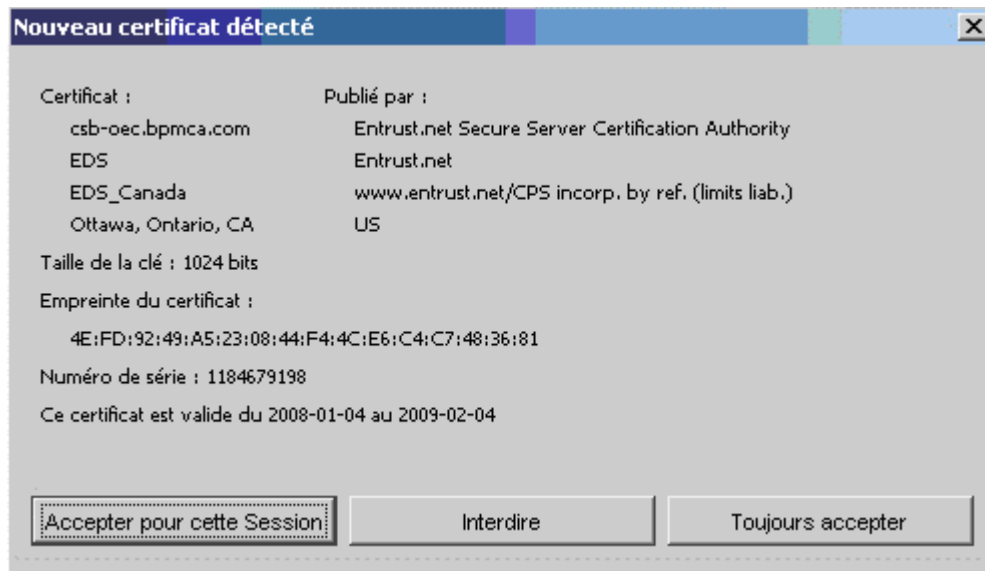 Nouveau certificat détecté
Certificat : Publié par :
csb-oec.bpmca.com Entrust.net Secure Server Certification Authority
EDS Entrust.net
EDS_Canada www.entrust.net/CPS incorp. by ref. (limits liab.)
Ottawa, Ontario, CA US
Taille de la clé : 1024 bits
Empreinte du certificat :
4E:FD:92:49:A5:23:08:44:F4:4C:E6:C4:C7:48:36:81
Numéro de série : 1184679198
Ce certificat est valide du 2008-01-04 au 2009-02-04
Accepter pour cette Session Interdire Toujours accepter